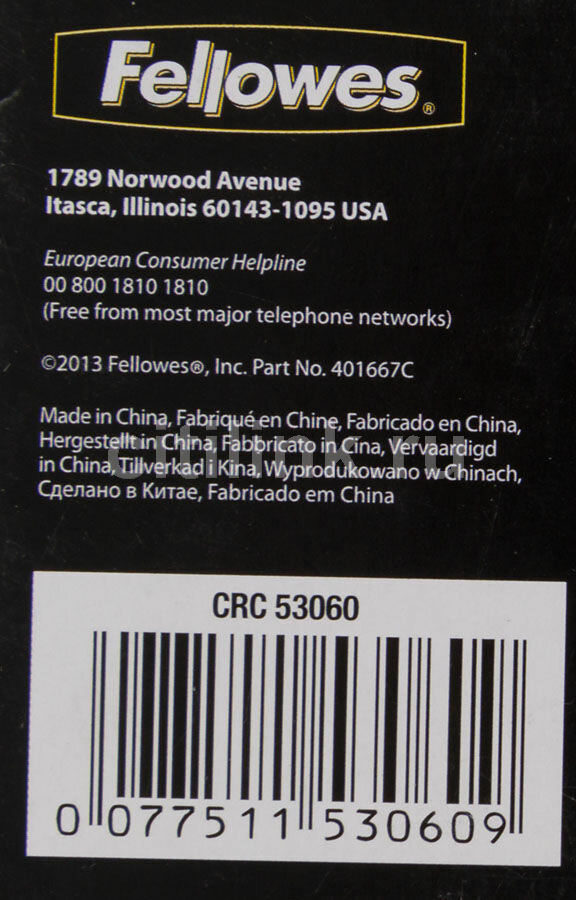 Fellowes®
1789 Norwood Avenue
Itasca, Illinois 60143-1095 USA
European Consumer Helpline
00 800 1810 1810
(Free from most major telephone networks)
©2013 Fellowes®, Inc. Part No. 401667C
Made in China, Fabriqué en Chine, Fabricado en China,
Hergestellt in China, Fabbricato in Cina, Vervaardigd
in China, Tillverkad i Kina, Wyprodukowano w Chinach,
Сделано в Китае, Fabricado em China
citilink.ru
CRC 53060
0 077511 530609